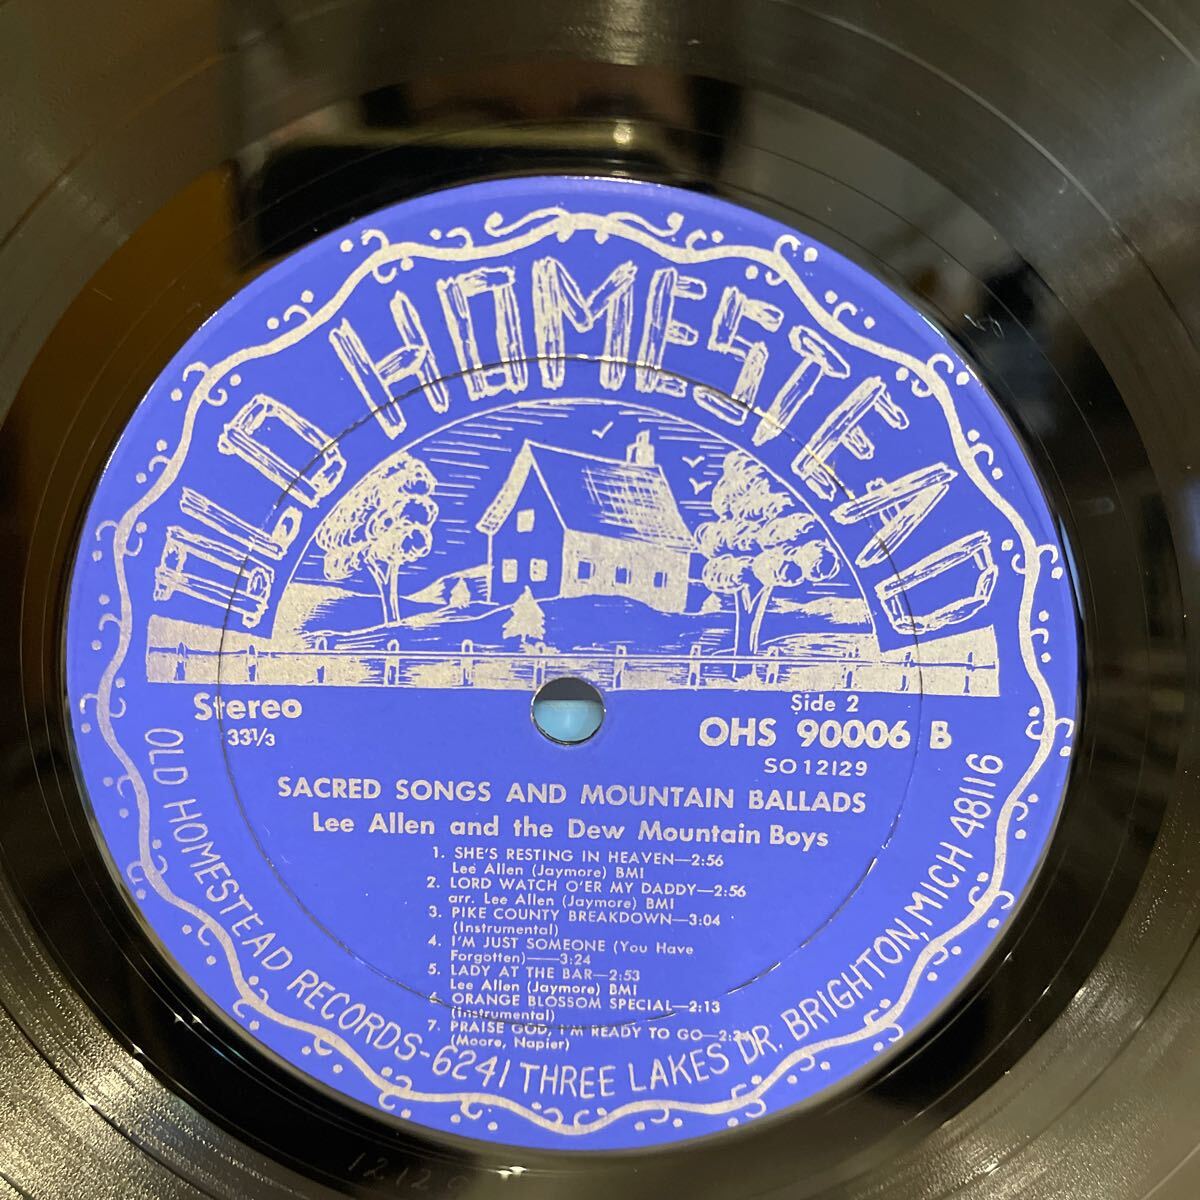 OLD HOMESTEAD
Stereo
33⅓
Side 2
OHS 90006 B
SO12129
SACRED SONGS AND MOUNTAIN BALLADS
Lee Allen and the Dew Mountain Boys
1. SHE'S RESTING IN HEAVEN—2:56
Lee Allen (Jaymore) BMI
2. LORD WATCH O'ER MY DADDY—2:56
arr. Lee Allen (Jaymore) BMI
3. PIKE COUNTY BREAKDOWN—3:04
(Instrumental)
4. I'M JUST SOMEONE (You Have
Forgotten)——3:24
5. LADY AT THE BAR—2:53
Lee Allen (Jaymore) BMI
6. ORANGE BLOSSOM SPECIAL—2:13
(Instrumental)
7. PRAISE GOD, I'M READY TO GO
(Moore, Napier)
OLD HOMESTEAD RECORDS-6241 THREE LAKES DR. BRIGHTON, MICH 48116